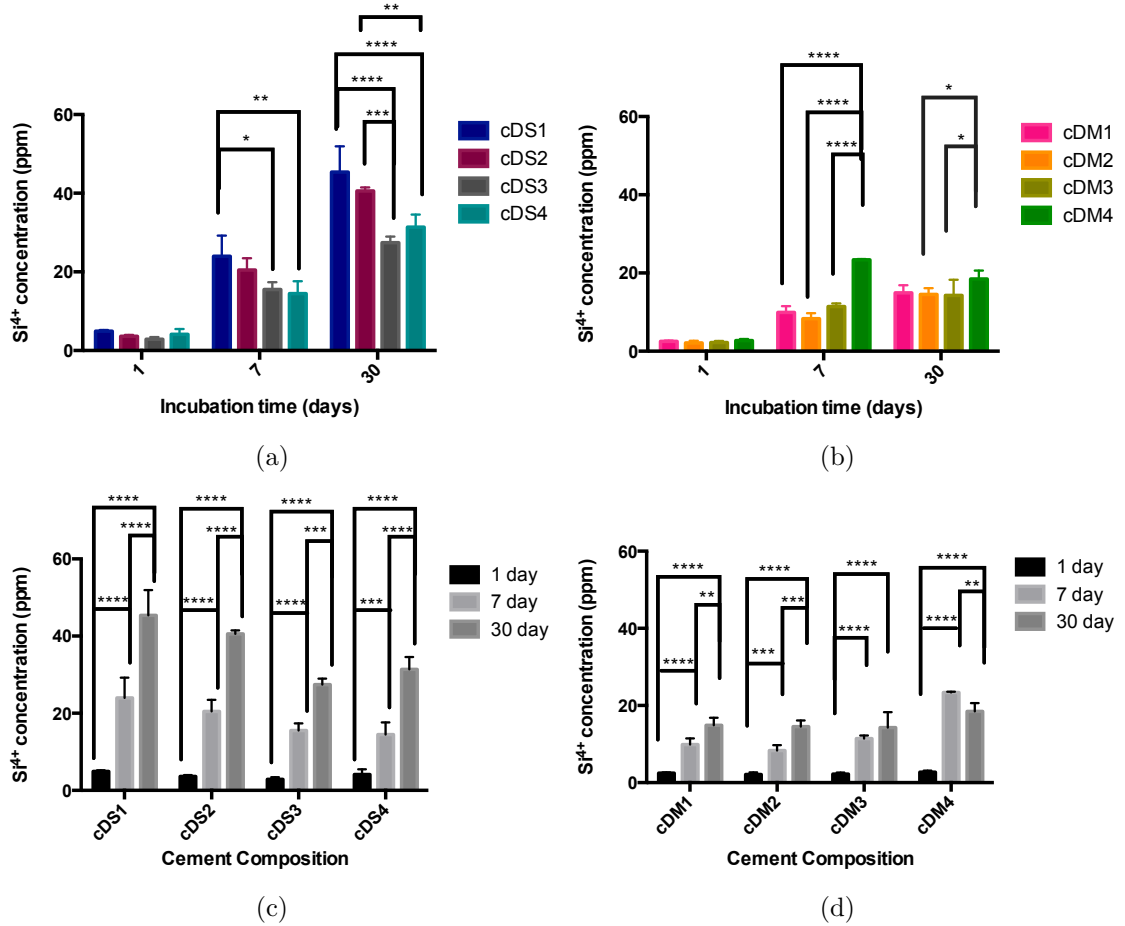 **
****
****
***
**
*
60
40
20
0
Si⁴⁺ concentration (ppm)
1
7
30
Incubation time (days)
cDS1
cDS2
cDS3
cDS4
(a)
****
****
****
*
*
60
40
20
0
Si⁴⁺ concentration (ppm)
1
7
30
Incubation time (days)
cDM1
cDM2
cDM3
cDM4
(b)
**** **** **** ****
**** **** *** ****
**** **** **** ***
60
40
20
0
Si⁴⁺ concentration (ppm)
cDS1
cDS2
cDS3
cDS4
Cement Composition
1 day
7 day
30 day
(c)
**** **** **** ****
** *** **
**** *** **** ****
60
40
20
0
Si⁴⁺ concentration (ppm)
cDM1
cDM2
cDM3
cDM4
Cement Composition
1 day
7 day
30 day
(d)